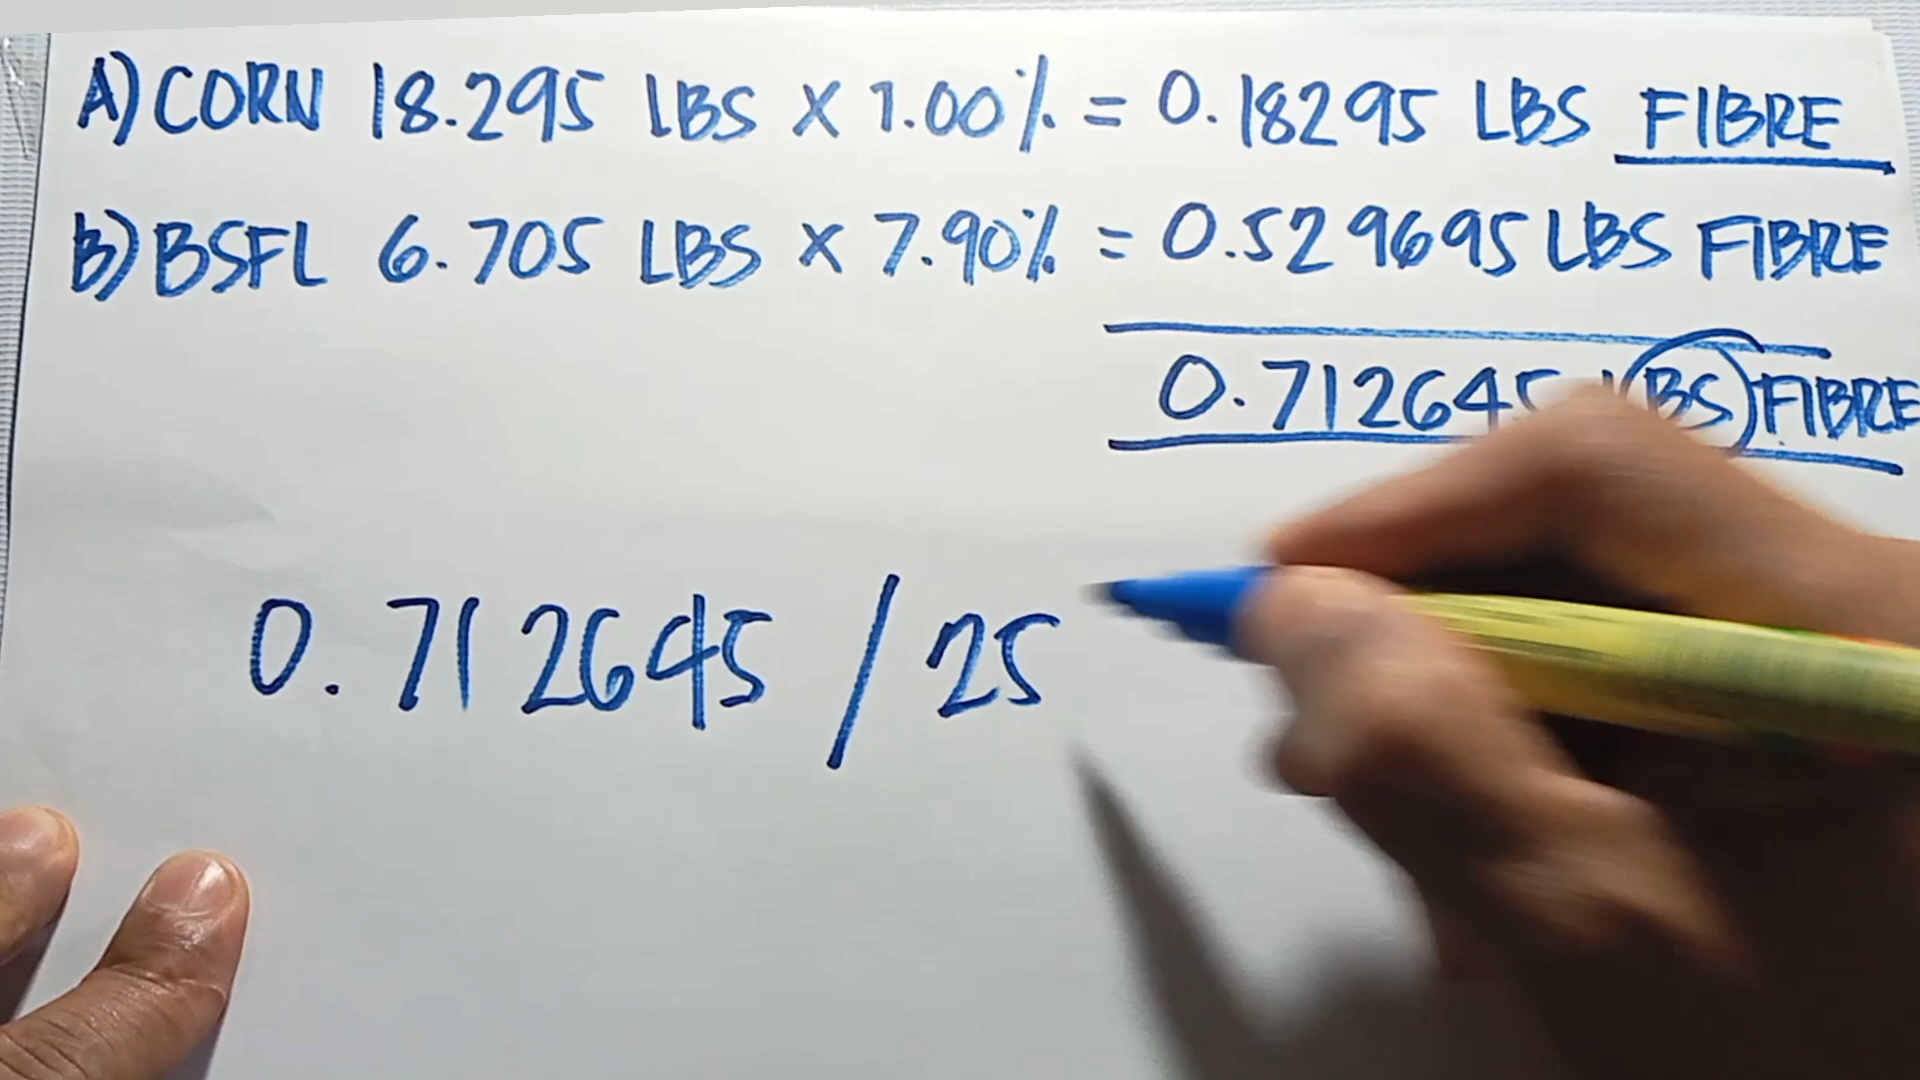 A) CORN 18.295 LBS X 1.00% = 0.18295 LBS FIBRE
B) BSFL 6.705 LBS X 7.90% = 0.529695 LBS FIBRE
0.712645 LBS FIBRE
0.712645 / 25